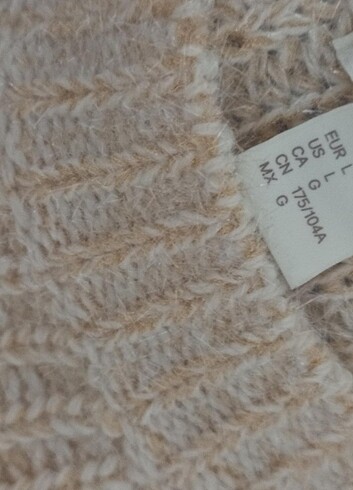 EUR L
US L
CA G
CN 175/104A
MX G